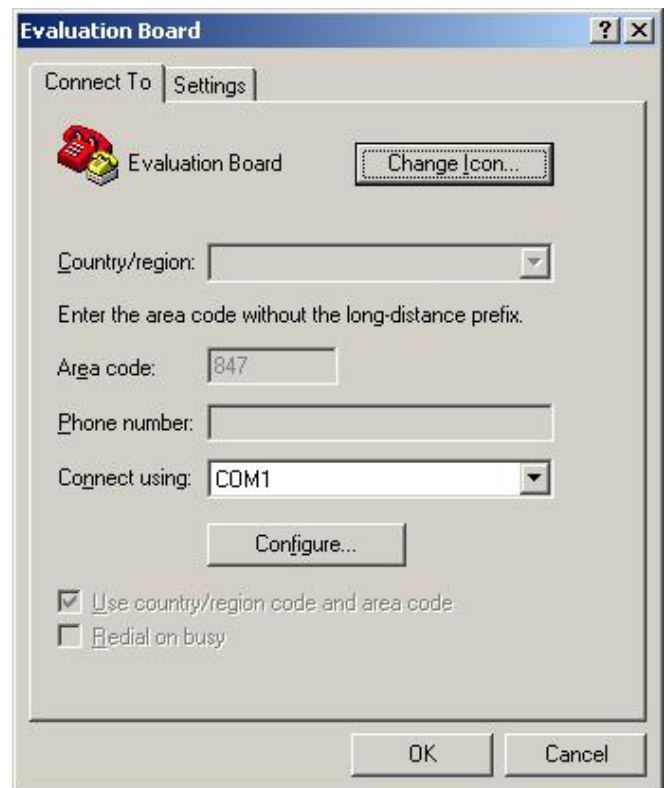 Evaluation Board
Connect To Settings
Evaluation Board Change Icon...
Country/region:
Enter the area code without the long-distance prefix.
Area code: 847
Phone number:
Connect using: COM1
Configure...
Use country/region code and area code
Redial on busy
OK Cancel